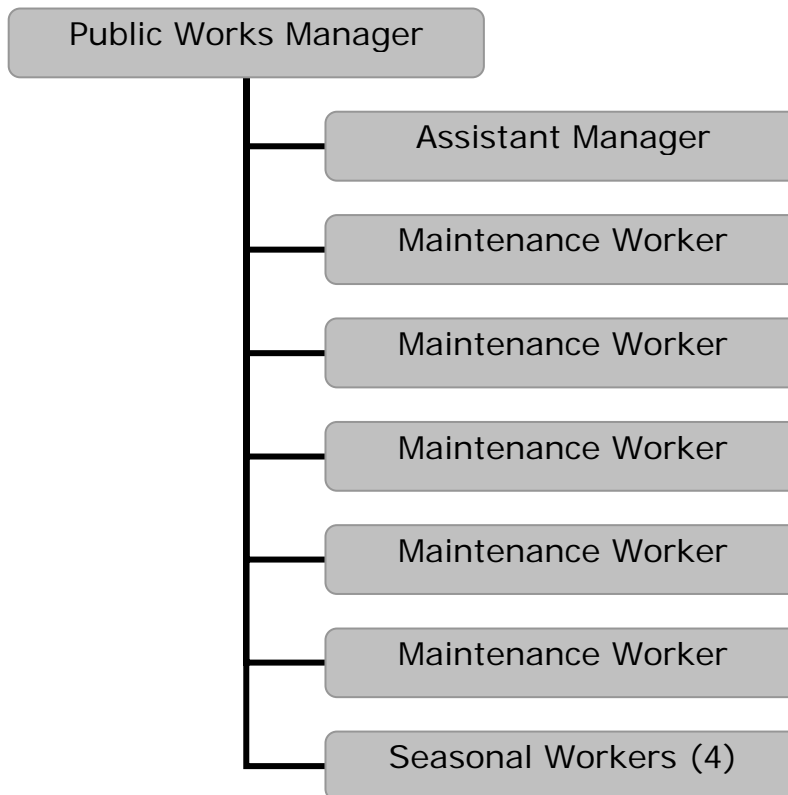 Public Works Manager
Assistant Manager
Maintenance Worker
Maintenance Worker
Maintenance Worker
Maintenance Worker
Maintenance Worker
Seasonal Workers (4)